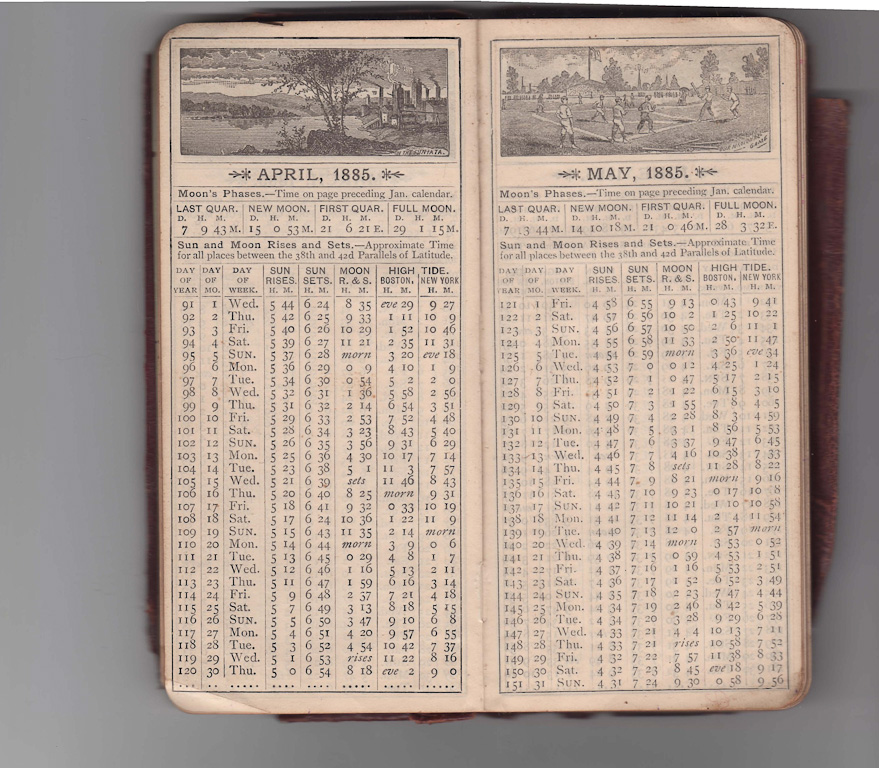 ON THE JUNIATA.
APRIL, 1885.
Moon's Phases.—Time on page preceding Jan. calendar.
LAST QUAR. NEW MOON. FIRST QUAR. FULL MOON.
D. H. M. D. H. M. D. H. M. D. H. M.
7 9 43 M. 15 0 53 M. 21 6 21 E. 29 1 15 M.
Sun and Moon Rises and Sets.—Approximate Time
for all places between the 38th and 42d Parallels of Latitude.
DAY DAY DAY SUN SUN MOON HIGH TIDE.
OF OF OF RISES. SETS. R. & S. BOSTON, NEW YORK
YEAR MO. WEEK. H. M. H. M. H. M. H. M. H. M.
91 1 Wed. 5 44 6 24 8 35 eve 29 9 27
92 2 Thu. 5 42 6 25 9 33 1 11 10 9
93 3 Fri. 5 40 6 26 10 29 1 52 10 46
94 4 Sat. 5 39 6 27 11 21 2 35 11 31
95 5 SUN. 5 37 6 28 morn 3 20 eve 18
96 6 Mon. 5 36 6 29 0 9 4 10 1 9
97 7 Tue. 5 34 6 30 0 54 5 2 2 0
98 8 Wed. 5 32 6 31 1 36 5 58 2 56
99 9 Thu. 5 31 6 32 2 14 6 54 3 51
100 10 Fri. 5 29 6 33 2 53 7 52 4 48
101 11 Sat. 5 28 6 34 3 23 8 43 5 40
102 12 SUN. 5 26 6 35 3 56 9 31 6 29
103 13 Mon. 5 25 6 36 4 30 10 17 7 14
104 14 Tue. 5 23 6 38 5 1 11 3 7 57
105 15 Wed. 5 21 6 39 sets 11 46 8 43
106 16 Thu. 5 20 6 40 8 25 morn 9 31
107 17 Fri. 5 18 6 41 9 32 0 33 10 19
108 18 Sat. 5 17 6 24 10 36 1 22 11 9
109 19 SUN. 5 15 6 43 11 35 2 14 morn
110 20 Mon. 5 14 6 44 morn 3 9 0 6
111 21 Tue. 5 13 6 45 0 29 4 8 1 7
112 22 Wed. 5 12 6 46 1 16 5 13 2 11
113 23 Thu. 5 11 6 47 1 59 6 16 3 14
114 24 Fri. 5 9 6 48 2 37 7 21 4 18
115 25 Sat. 5 7 6 49 3 13 8 18 5 15
116 26 SUN. 5 5 6 50 3 47 9 10 6 8
117 27 Mon. 5 4 6 51 4 20 9 57 6 55
118 28 Tue. 5 3 6 52 4 54 10 42 7 37
119 29 Wed. 5 1 6 53 rises 11 22 8 16
120 30 Thu. 5 0 6 54 8 18 eve 2 9 0
GAME
MAY, 1885.
Moon's Phases.—Time on page preceding Jan. calendar.
LAST QUAR. NEW MOON. FIRST QUAR. FULL MOON.
D. H. M. D. H. M. D. H. M. D. H. M.
7 3 44 M. 14 10 18 M. 21 0 46 M. 28 3 32 E.
Sun and Moon Rises and Sets.—Approximate Time
for all places between the 38th and 42d Parallels of Latitude.
DAY DAY DAY SUN SUN MOON HIGH TIDE.
OF OF OF RISES. SETS. R. & S. BOSTON, NEW YORK
YEAR MO. WEEK. H. M. H. M. H. M. H. M. H. M.
121 1 Fri. 4 58 6 55 9 13 0 43 9 41
122 2 Sat. 4 57 6 56 10 2 1 25 10 22
123 3 SUN. 4 56 6 57 10 50 2 6 11 1
124 4 Mon. 4 55 6 58 11 33 2 50 11 47
125 5 Tue. 4 54 6 59 morn 3 36 eve 34
126 6 Wed. 4 53 7 0 0 12 4 25 1 24
127 7 Thu. 4 52 7 1 0 47 5 17 2 15
128 8 Fri. 4 51 7 2 1 22 6 15 3 10
129 9 Sat. 4 50 7 3 1 55 7 8 4 5
130 10 SUN. 4 49 7 4 2 28 8 3 4 59
131 11 Mon. 4 48 7 5 3 1 8 56 5 53
132 12 Tue. 4 47 7 6 3 37 9 47 6 45
133 13 Wed. 4 46 7 7 4 16 10 38 7 33
134 14 Thu. 4 45 7 8 sets 11 28 8 22
135 15 Fri. 4 44 7 9 8 21 morn 9 16
136 16 Sat. 4 43 7 10 9 23 0 17 10 8
137 17 SUN. 4 42 7 11 10 21 1 10 10 58
138 18 Mon. 4 41 7 12 11 14 2 4 11 54
139 19 Tue. 4 40 7 13 12 0 2 57 morn
140 20 Wed. 4 39 7 14 morn 3 53 0 52
141 21 Thu. 4 38 7 15 0 59 4 53 1 51
142 22 Fri. 4 37 7 16 1 16 5 53 2 51
143 23 Sat. 4 36 7 17 1 52 6 52 3 49
144 24 SUN. 4 35 7 18 2 23 7 47 4 44
145 25 Mon. 4 34 7 19 2 46 8 42 5 39
146 26 Tue. 4 34 7 20 3 28 9 29 6 28
147 27 Wed. 4 33 7 21 4 4 10 13 7 11
148 28 Thu. 4 33 7 21 rises 10 58 7 52
149 29 Fri. 4 32 7 22 7 57 11 38 8 33
150 30 Sat. 4 32 7 23 8 45 eve 18 9 17
151 31 SUN. 4 31 7 24 9 30 0 58 9 56